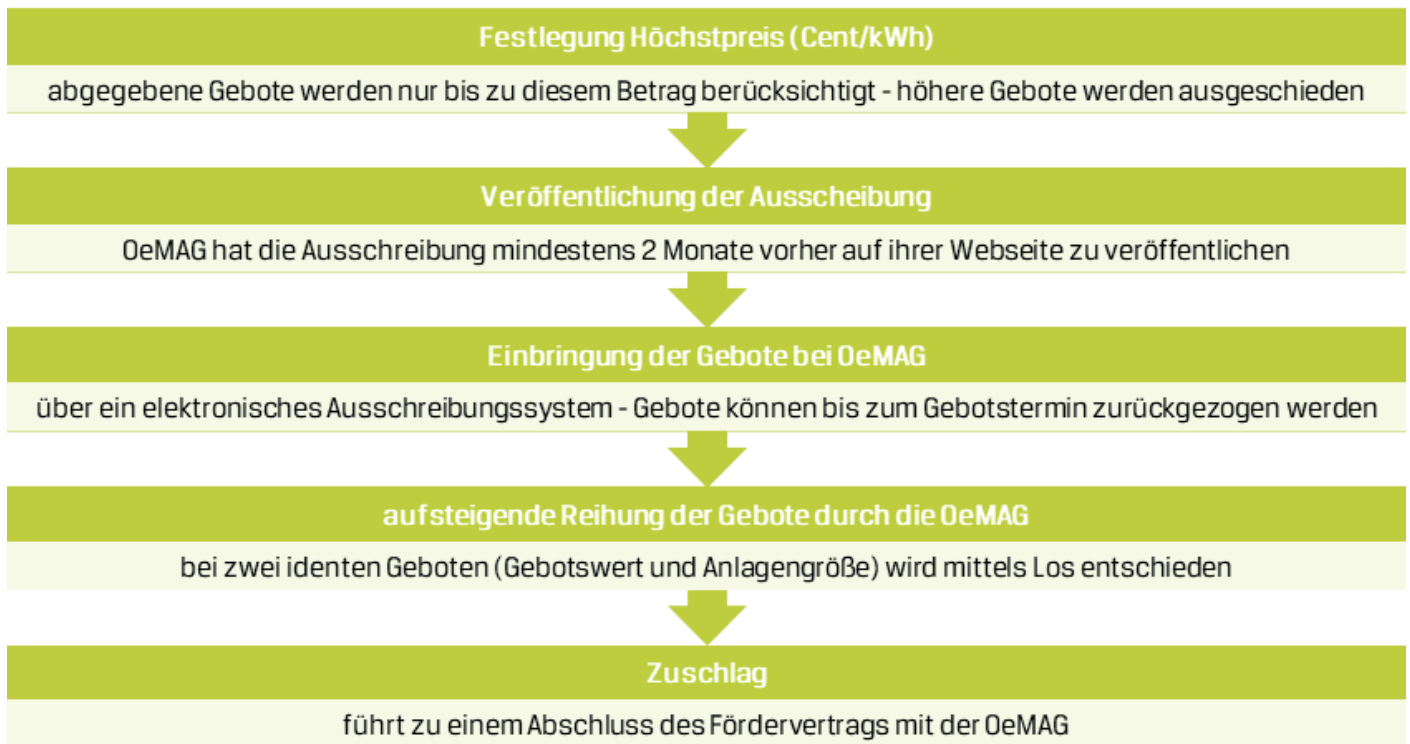 Festlegung Höchstpreis (Cent/kWh)
abgegebene Gebote werden nur bis zu diesem Betrag berücksichtigt - höhere Gebote werden ausgeschieden
Veröffentlichung der Ausscheibung
OeMAG hat die Ausschreibung mindestens 2 Monate vorher auf ihrer Webseite zu veröffentlichen
Einbringung der Gebote bei OeMAG
über ein elektronisches Ausschreibungssystem - Gebote können bis zum Gebotstermin zurückgezogen werden
aufsteigende Reihung der Gebote durch die OeMAG
bei zwei identen Geboten (Gebotswert und Anlagengröße) wird mittels Los entschieden
Zuschlag
führt zu einem Abschluss des Fördervertrags mit der OeMAG